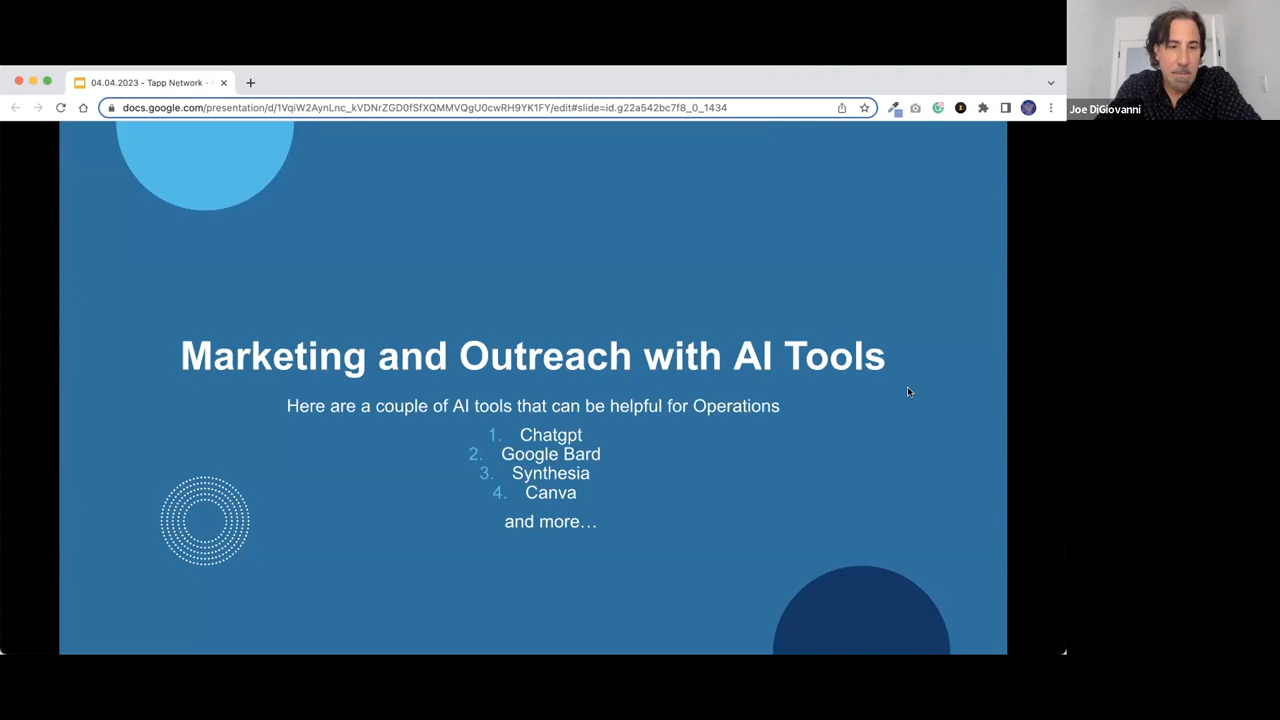 04.04.2023 - Tapp Network -
docs.google.com/presentation/d/1VqiW2AynLnc_kVDNrZGD0fSfXQMMVQgU0cwRH9YK1FY/edit#slide=id.g22a542bc7f8_0_1434
Joe DiGiovanni
Marketing and Outreach with AI Tools
Here are a couple of AI tools that can be helpful for Operations
1. Chatgpt
2. Google Bard
3. Synthesia
4. Canva
and more…